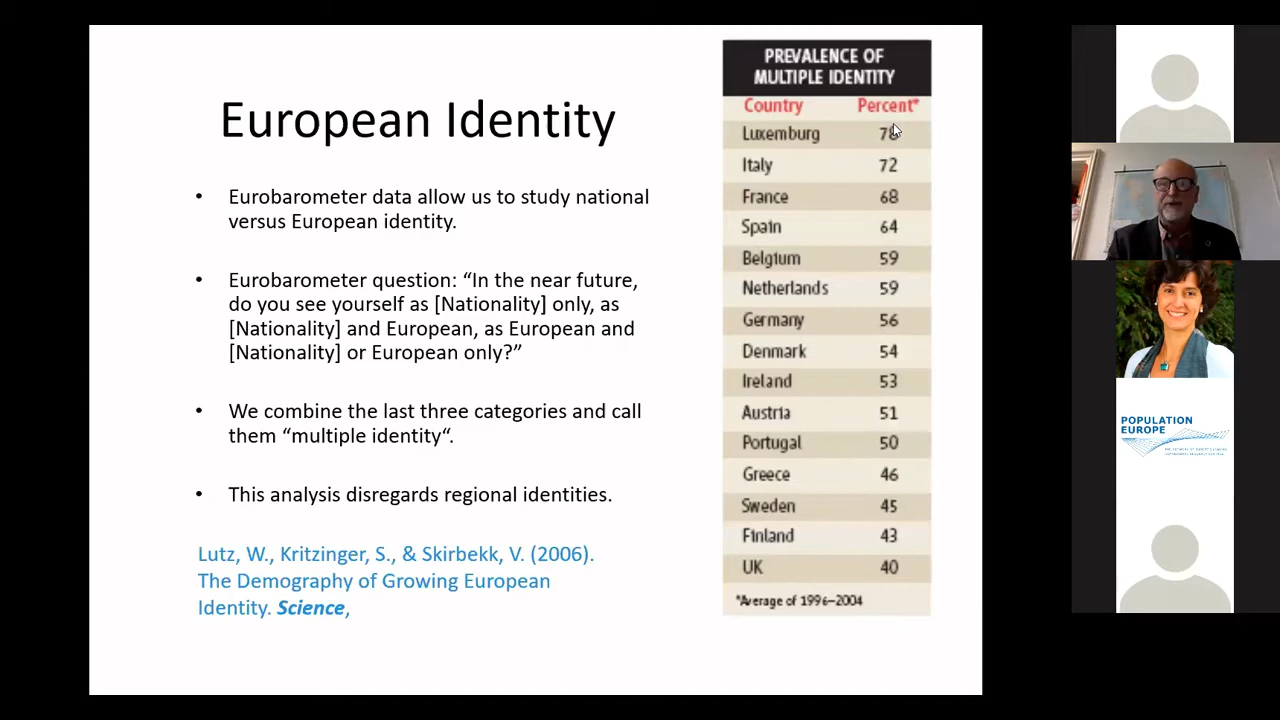 European Identity
• Eurobarometer data allow us to study national
versus European identity.
• Eurobarometer question: “In the near future,
do you see yourself as [Nationality] only, as
[Nationality] and European, as European and
[Nationality] or European only?”
• We combine the last three categories and call
them “multiple identity“.
• This analysis disregards regional identities.
Lutz, W., Kritzinger, S., & Skirbekk, V. (2006).
The Demography of Growing European
Identity. Science,
PREVALENCE OF
MULTIPLE IDENTITY
Country Percent*
Luxemburg 78
Italy 72
France 68
Spain 64
Belgium 59
Netherlands 59
Germany 56
Denmark 54
Ireland 53
Austria 51
Portugal 50
Greece 46
Sweden 45
Finland 43
UK 40
*Average of 1996–2004
POPULATION
EUROPE